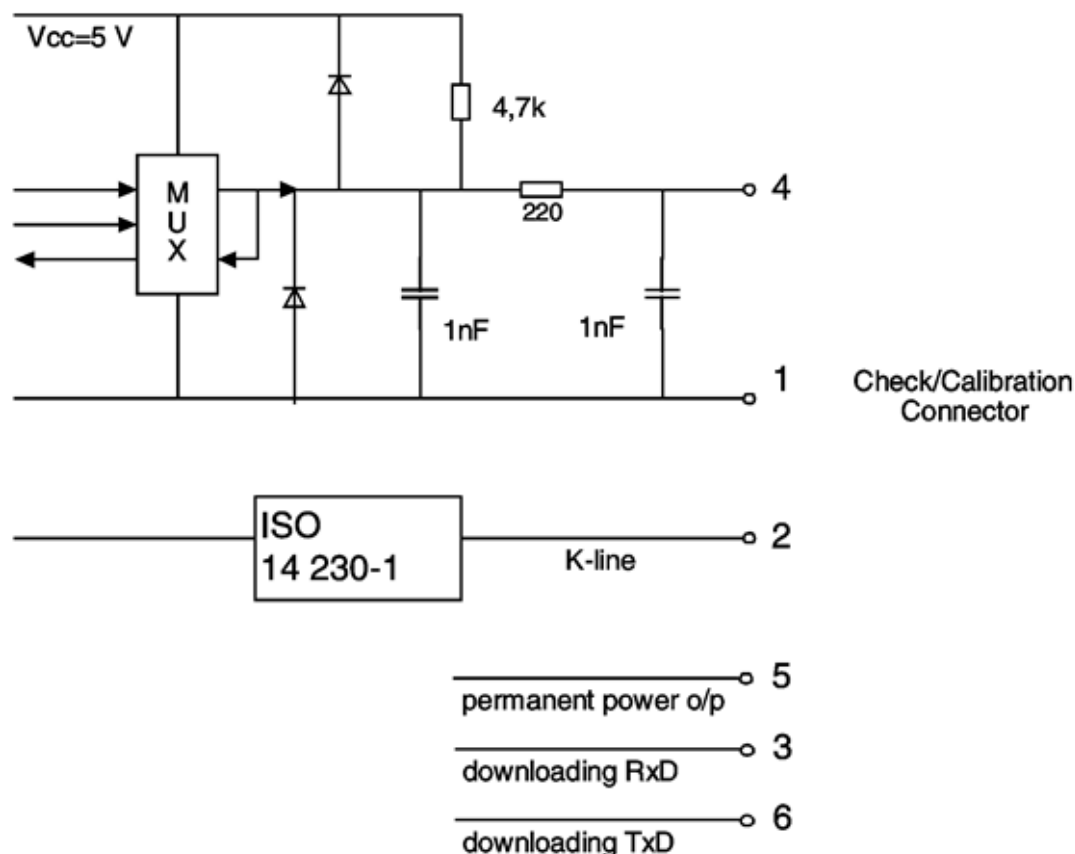 Vcc=5 V
4,7k
M
U
X
220
4
1nF
1nF
1
Check/Calibration
Connector
ISO
14 230-1
K-line
2
5
permanent power o/p
3
downloading RxD
6
downloading TxD